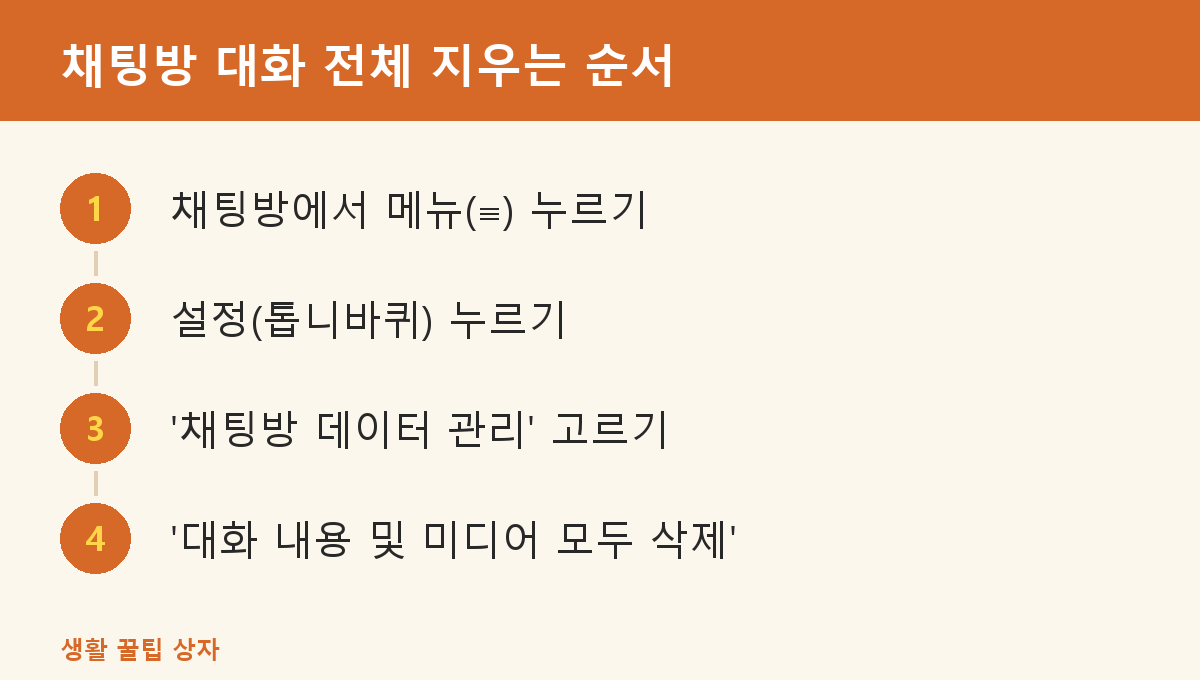 채팅방 대화 전체 지우는 순서
1 채팅방에서 메뉴(≡) 누르기
2 설정(톱니바퀴) 누르기
3 '채팅방 데이터 관리' 고르기
4 '대화 내용 및 미디어 모두 삭제'
생활 꿀팁 상자